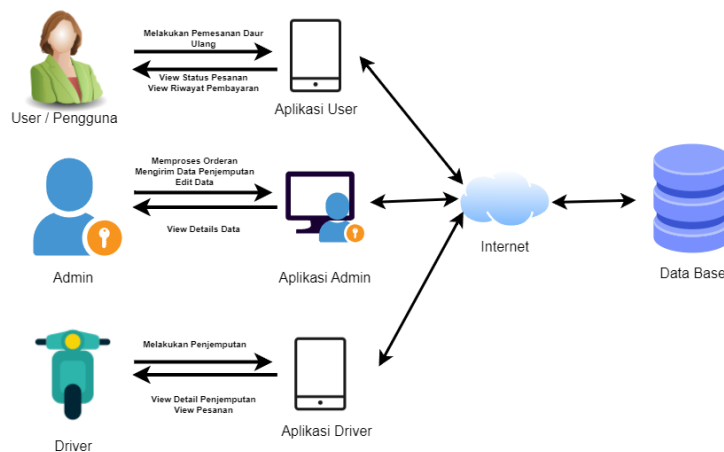 Melakukan Pemesanan Daur
Ulang
View Status Pesanan
View Riwayat Pembayaran
User / Pengguna
Aplikasi User
Memproses Orderan
Mengirim Data Penjemputan
Edit Data
View Details Data
Admin
Aplikasi Admin
Internet
Data Base
Melakukan Penjemputan
View Detail Penjemputan
View Pesanan
Driver
Aplikasi Driver